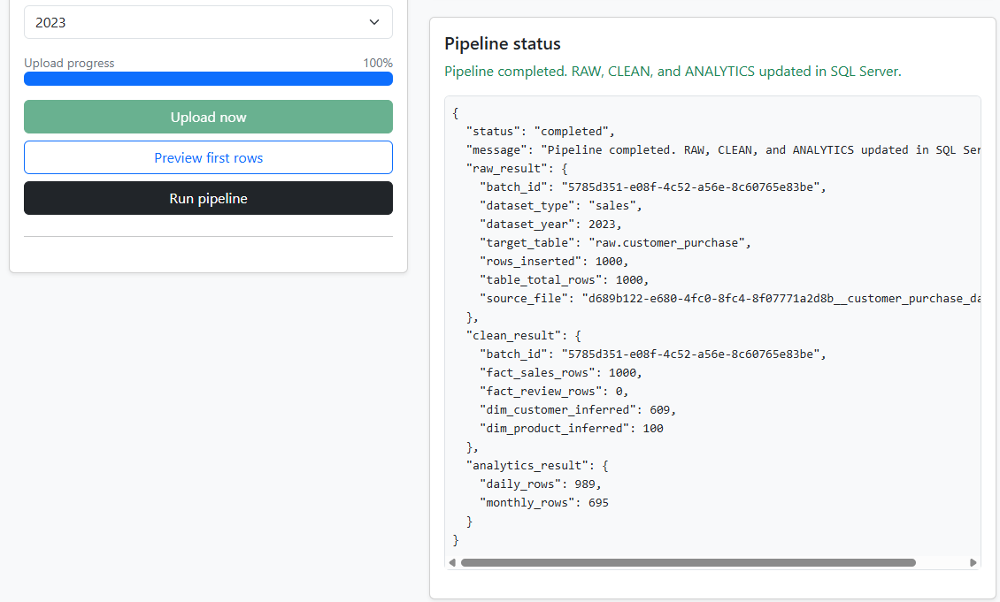 2023
Upload progress 100%
Upload now
Preview first rows
Run pipeline
Pipeline status
Pipeline completed. RAW, CLEAN, and ANALYTICS updated in SQL Server.
{
  "status": "completed",
  "message": "Pipeline completed. RAW, CLEAN, and ANALYTICS updated in SQL Ser
  "raw_result": {
    "batch_id": "5785d351-e08f-4c52-a56e-8c60765e83be",
    "dataset_type": "sales",
    "dataset_year": 2023,
    "target_table": "raw.customer_purchase",
    "rows_inserted": 1000,
    "table_total_rows": 1000,
    "source_file": "d689b122-e680-4fc0-8fc4-8f07771a2d8b__customer_purchase_da
  },
  "clean_result": {
    "batch_id": "5785d351-e08f-4c52-a56e-8c60765e83be",
    "fact_sales_rows": 1000,
    "fact_review_rows": 0,
    "dim_customer_inferred": 609,
    "dim_product_inferred": 100
  },
  "analytics_result": {
    "daily_rows": 989,
    "monthly_rows": 695
  }
}